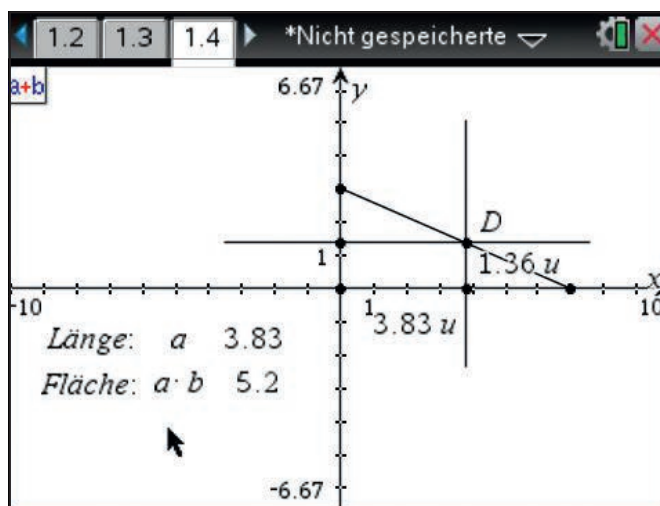 1.2 1.3 1.4 *Nicht gespeicherte
a+b
6.67 y
D
1
1.36 u
x
-10 1 10
3.83 u
Länge: a 3.83
Fläche: a· b 5.2
-6.67